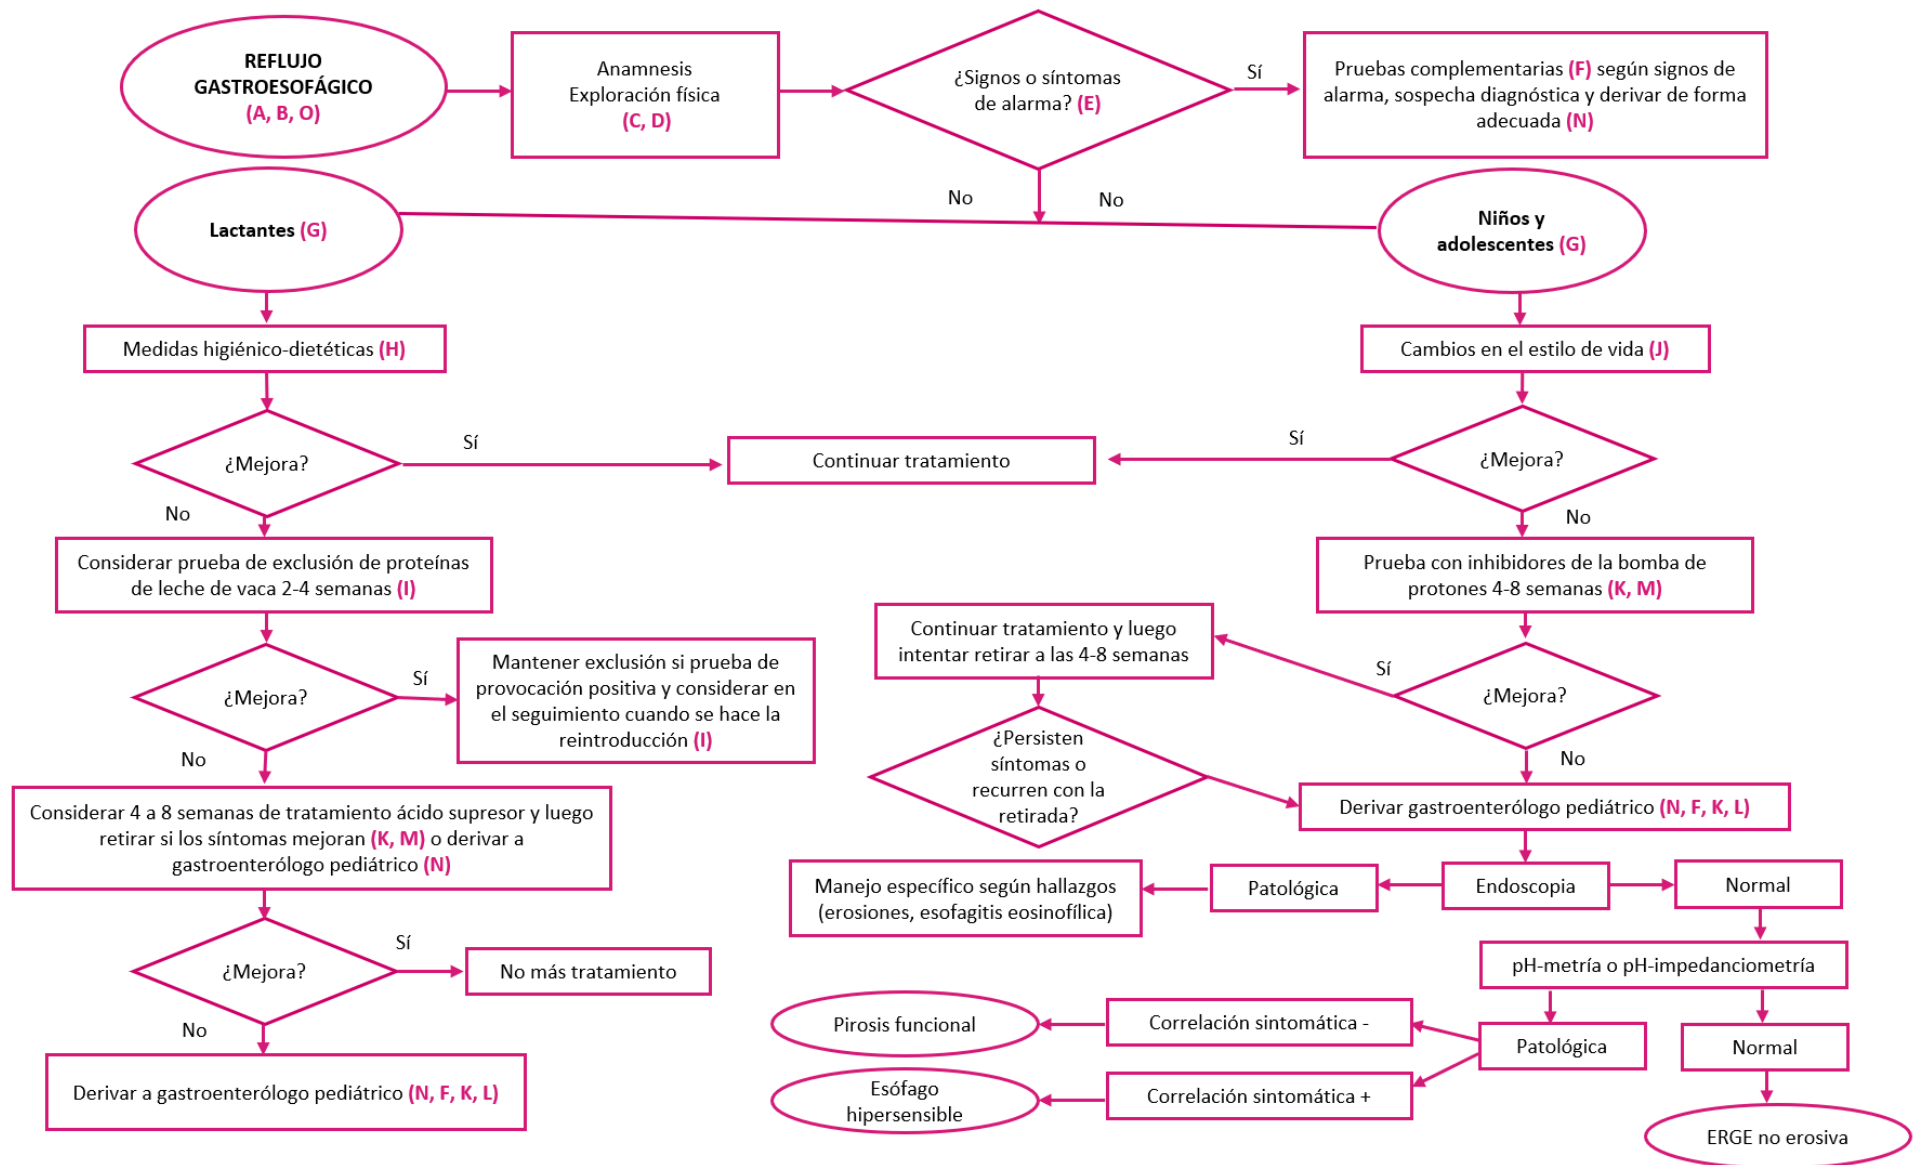 REFLUJO
GASTROESOFÁGICO
(A, B, O)
Anamnesis
Exploración física
(C, D)
¿Signos o síntomas
de alarma? (E)
Sí
Pruebas complementarias (F) según signos de
alarma, sospecha diagnóstica y derivar de forma
adecuada (N)
No
No
Lactantes (G)
Niños y
adolescentes (G)
Medidas higiénico-dietéticas (H)
Cambios en el estilo de vida (J)
¿Mejora?
Sí
Continuar tratamiento
Sí
¿Mejora?
No
No
Considerar prueba de exclusión de proteínas
de leche de vaca 2-4 semanas (I)
Prueba con inhibidores de la bomba de
protones 4-8 semanas (K, M)
¿Mejora?
Sí
Mantener exclusión si prueba de
provocación positiva y considerar en
el seguimiento cuando se hace la
reintroducción (I)
Continuar tratamiento y luego
intentar retirar a las 4-8 semanas
Sí
¿Mejora?
No
No
¿Persisten
síntomas o
recurren con la
retirada?
Considerar 4 a 8 semanas de tratamiento ácido supresor y luego
retirar si los síntomas mejoran (K, M) o derivar a
gastroenterólogo pediátrico (N)
Derivar gastroenterólogo pediátrico (N, F, K, L)
Manejo específico según hallazgos
(erosiones, esofagitis eosinofílica)
Patológica
Endoscopia
Normal
¿Mejora?
Sí
No más tratamiento
No
pH-metría o pH-impedanciometría
Pirosis funcional
Correlación sintomática -
Patológica
Normal
Derivar a gastroenterólogo pediátrico (N, F, K, L)
Esófago
hipersensible
Correlación sintomática +
ERGE no erosiva